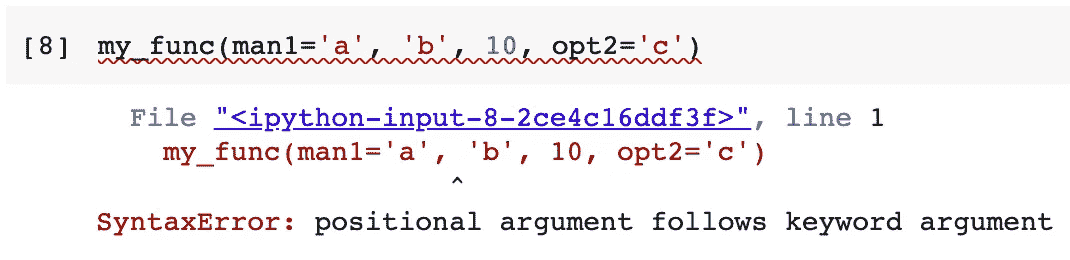 [8] my_func(man1='a', 'b', 10, opt2='c')
File "<ipython-input-8-2ce4c16ddf3f>", line 1
my_func(man1='a', 'b', 10, opt2='c')
^
SyntaxError: positional argument follows keyword argument